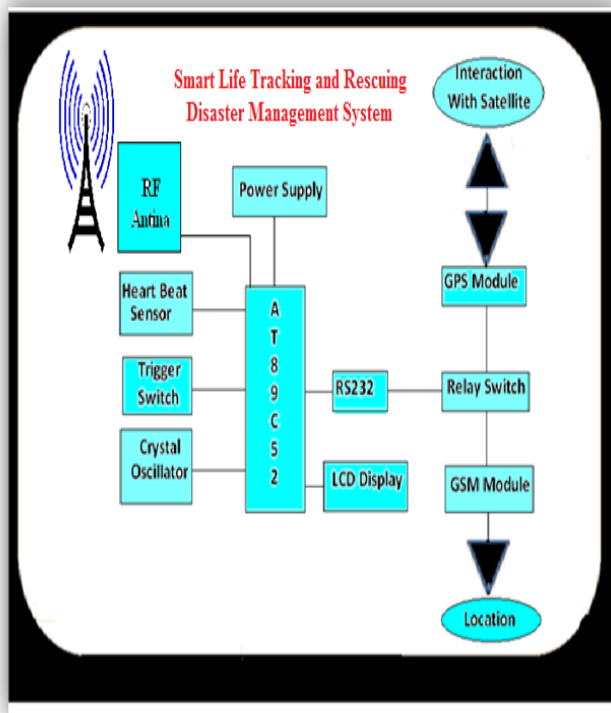 Smart Life Tracking and Rescuing
Disaster Management System
Interaction
With Satellite
RF
Antina
Power Supply
GPS Module
Heart Beat
Sensor
A
T
8
9
C
5
2
Trigger
Switch
RS232
Relay Switch
Crystal
Oscillator
LCD Display
GSM Module
Location